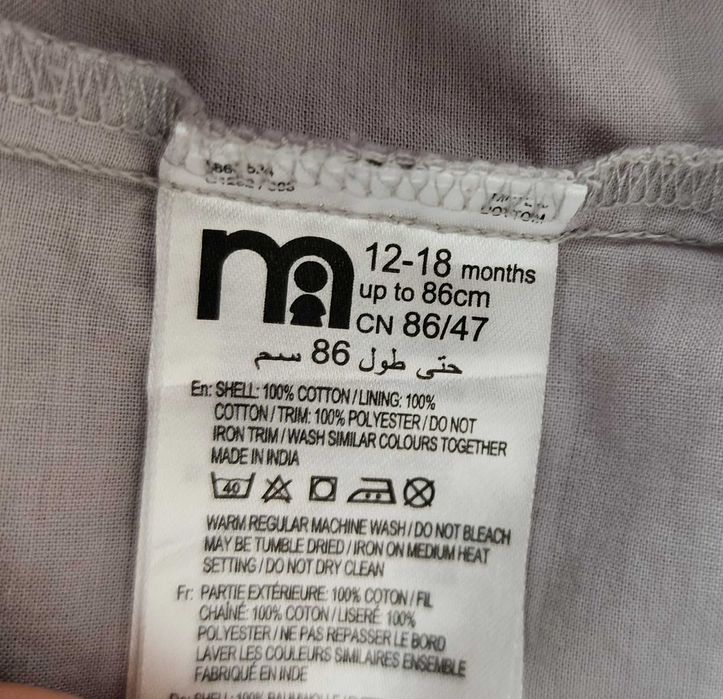 m
12-18 months
up to 86cm
CN 86/47
حتى طول 86 سم
En: SHELL: 100% COTTON / LINING: 100%
COTTON / TRIM: 100% POLYESTER / DO NOT
IRON TRIM / WASH SIMILAR COLOURS TOGETHER
MADE IN INDIA
40
WARM REGULAR MACHINE WASH / DO NOT BLEACH
MAY BE TUMBLE DRIED / IRON ON MEDIUM HEAT
SETTING / DO NOT DRY CLEAN
Fr: PARTIE EXTÉRIEURE: 100% COTON / FIL
CHAÎNÉ: 100% COTON / LISERÉ: 100%
POLYESTER / NE PAS REPASSER LE BORD
LAVER LES COULEURS SIMILAIRES ENSEMBLE
FABRIQUÉ EN INDE